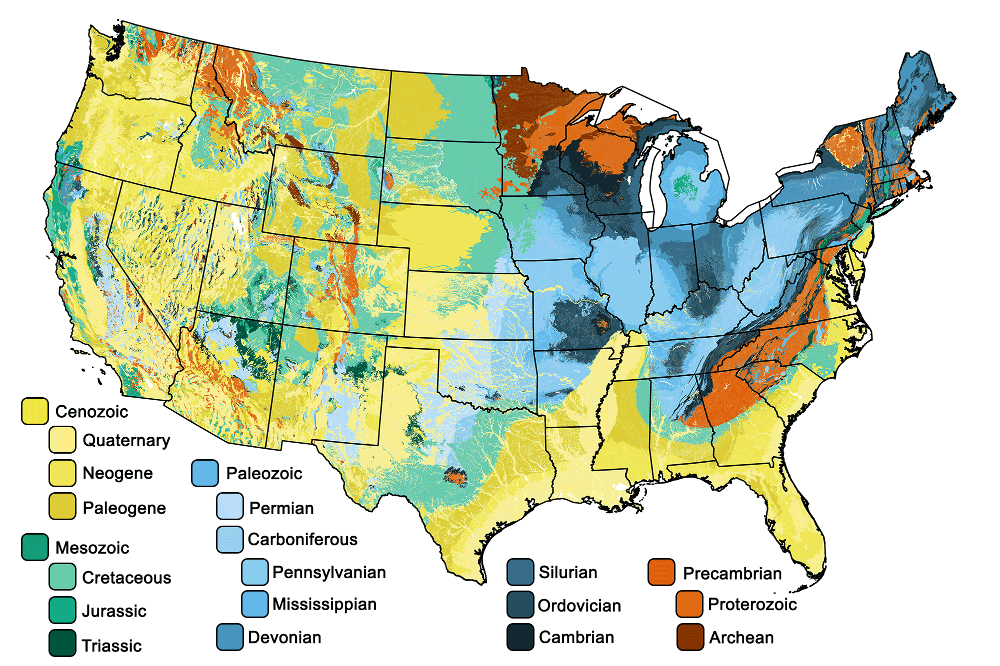 Cenozoic
Quaternary
Neogene
Paleogene
Mesozoic
Cretaceous
Jurassic
Triassic
Paleozoic
Permian
Carboniferous
Pennsylvanian
Mississippian
Devonian
Silurian
Ordovician
Cambrian
Precambrian
Proterozoic
Archean